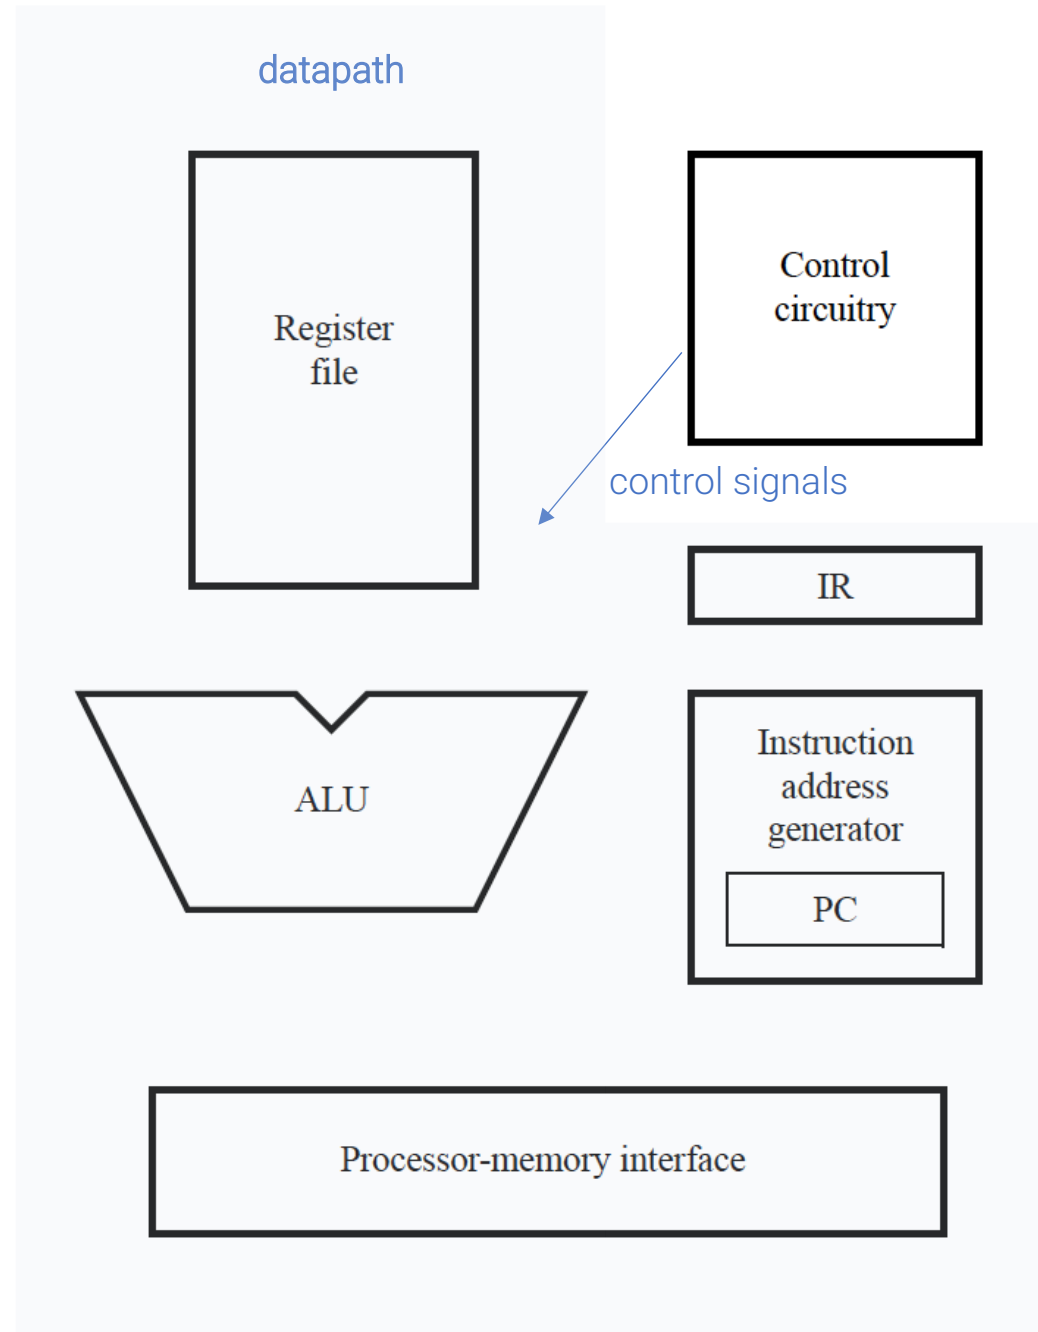 datapath
Register
file
Control
circuitry
control signals
IR
ALU
Instruction
address
generator
PC
Processor-memory interface